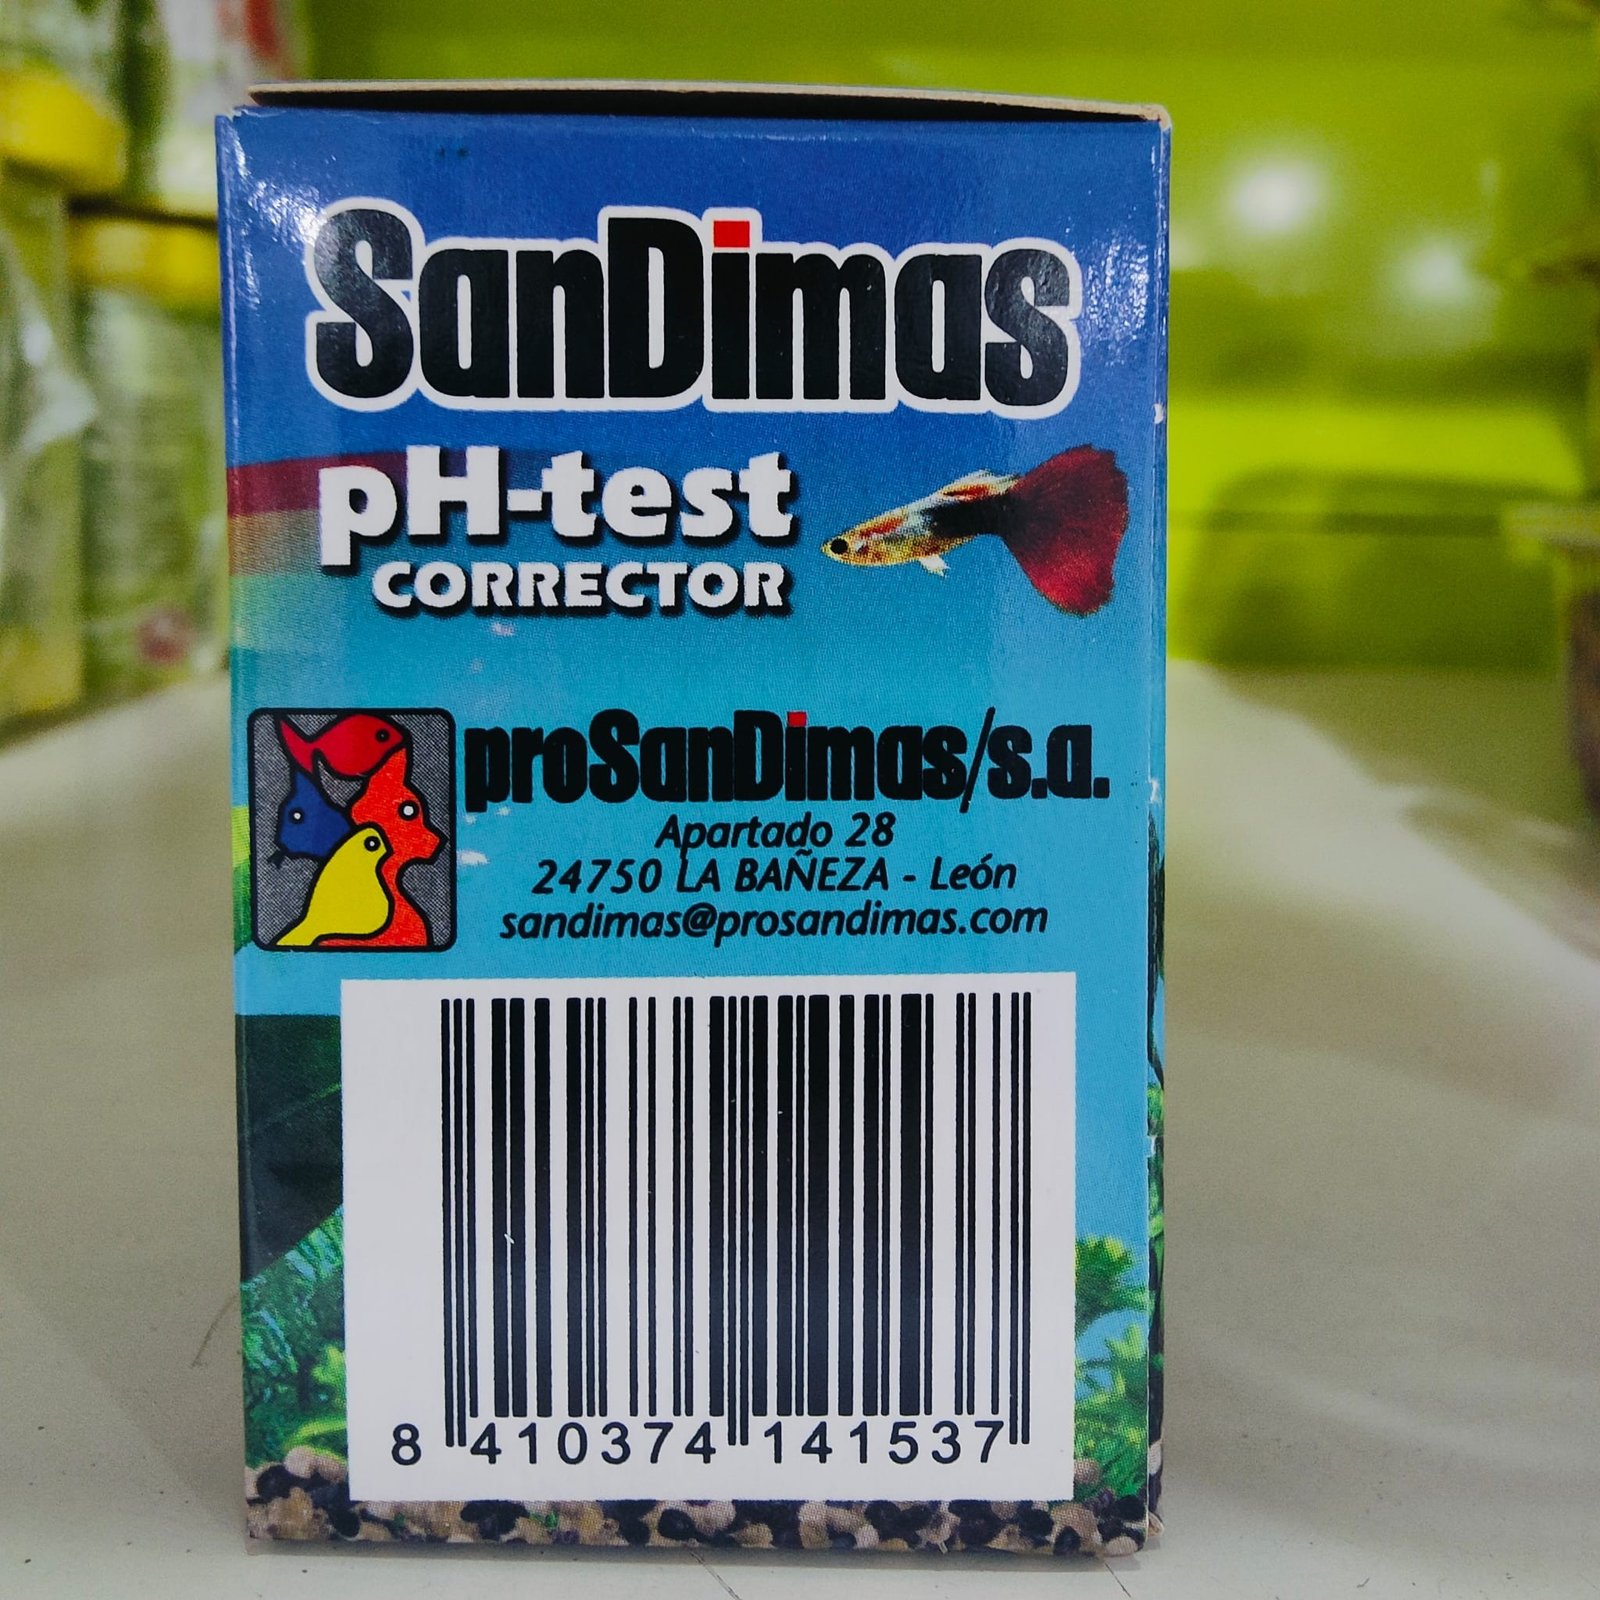 SanDimas
pH-test
CORRECTOR
proSanDimas/s.a.
Apartado 28
24750 LA BAÑEZA - León
sandimas@prosandimas.com
8 410374 141537